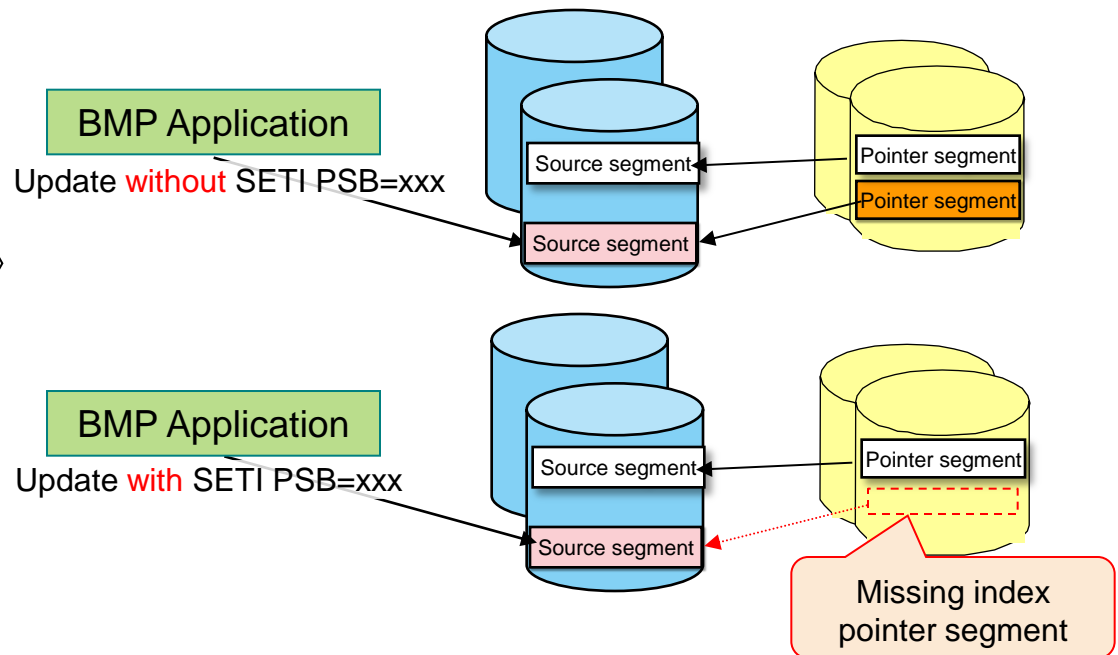 BMP Application
Update without SETI PSB=xxx
Source segment
Pointer segment
Pointer segment
Source segment
BMP Application
Update with SETI PSB=xxx
Source segment
Pointer segment
Source segment
Missing index
pointer segment